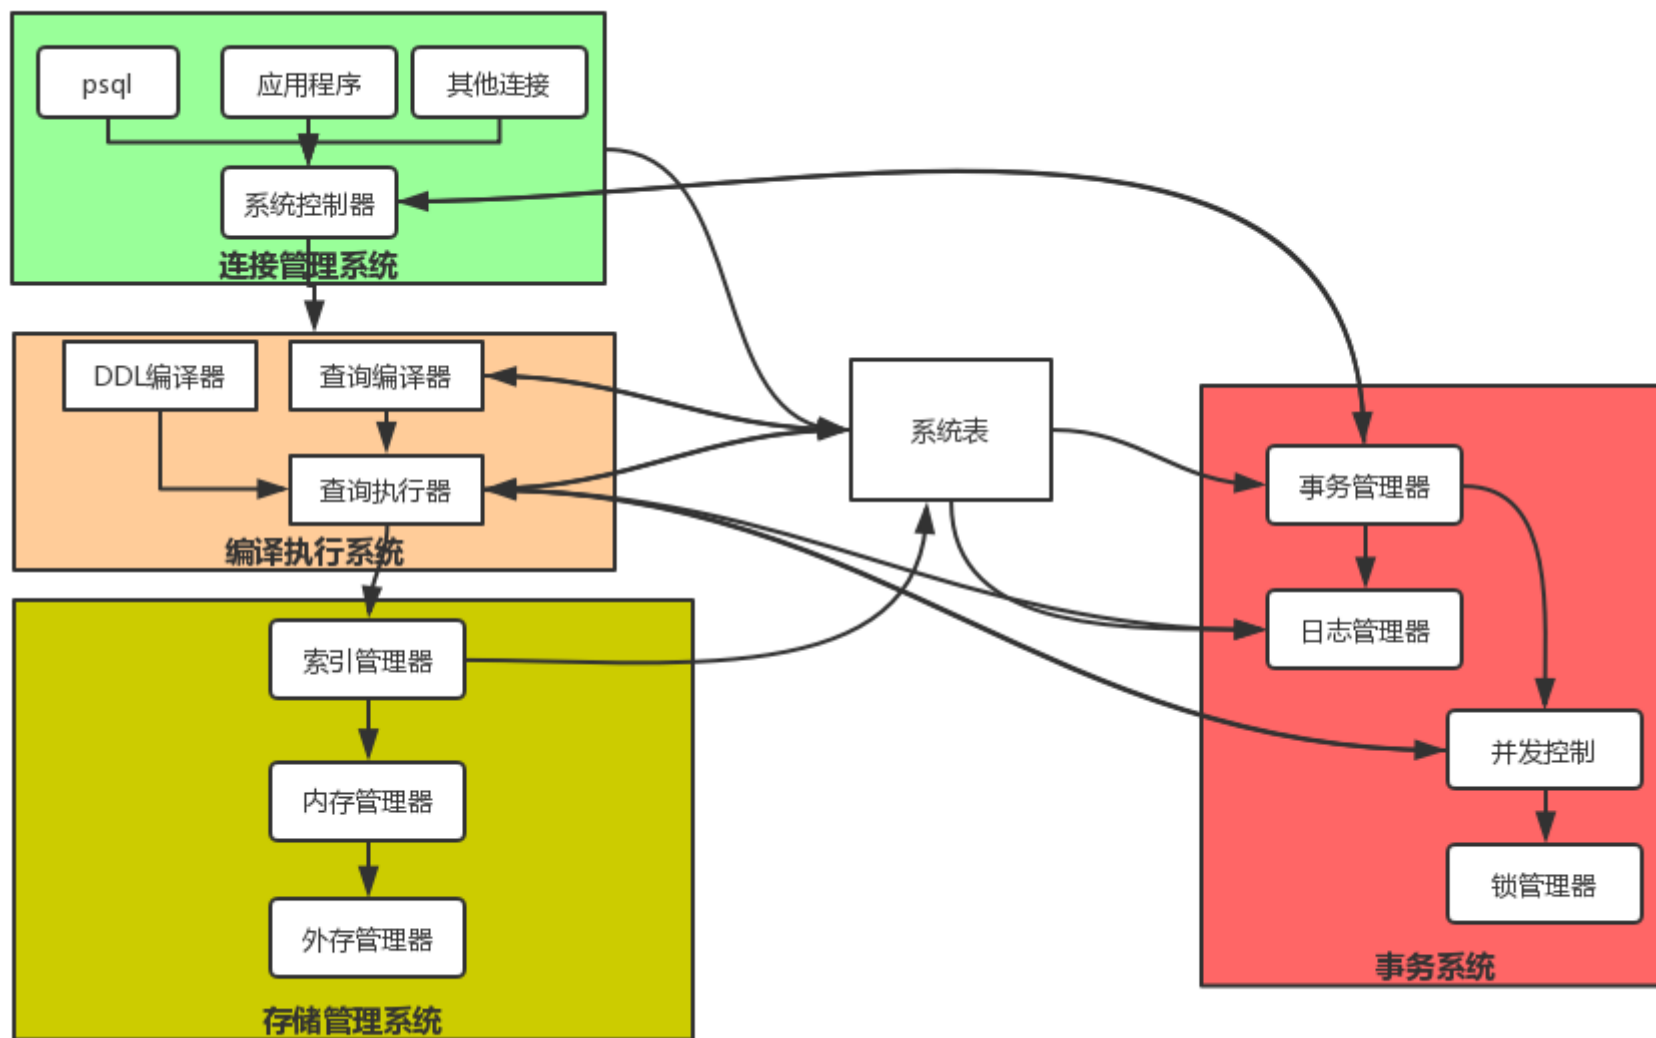 psql
应用程序
其他连接
系统控制器
连接管理系统
DDL编译器
查询编译器
查询执行器
编译执行系统
系统表
事务管理器
日志管理器
并发控制
锁管理器
事务系统
索引管理器
内存管理器
外存管理器
存储管理系统